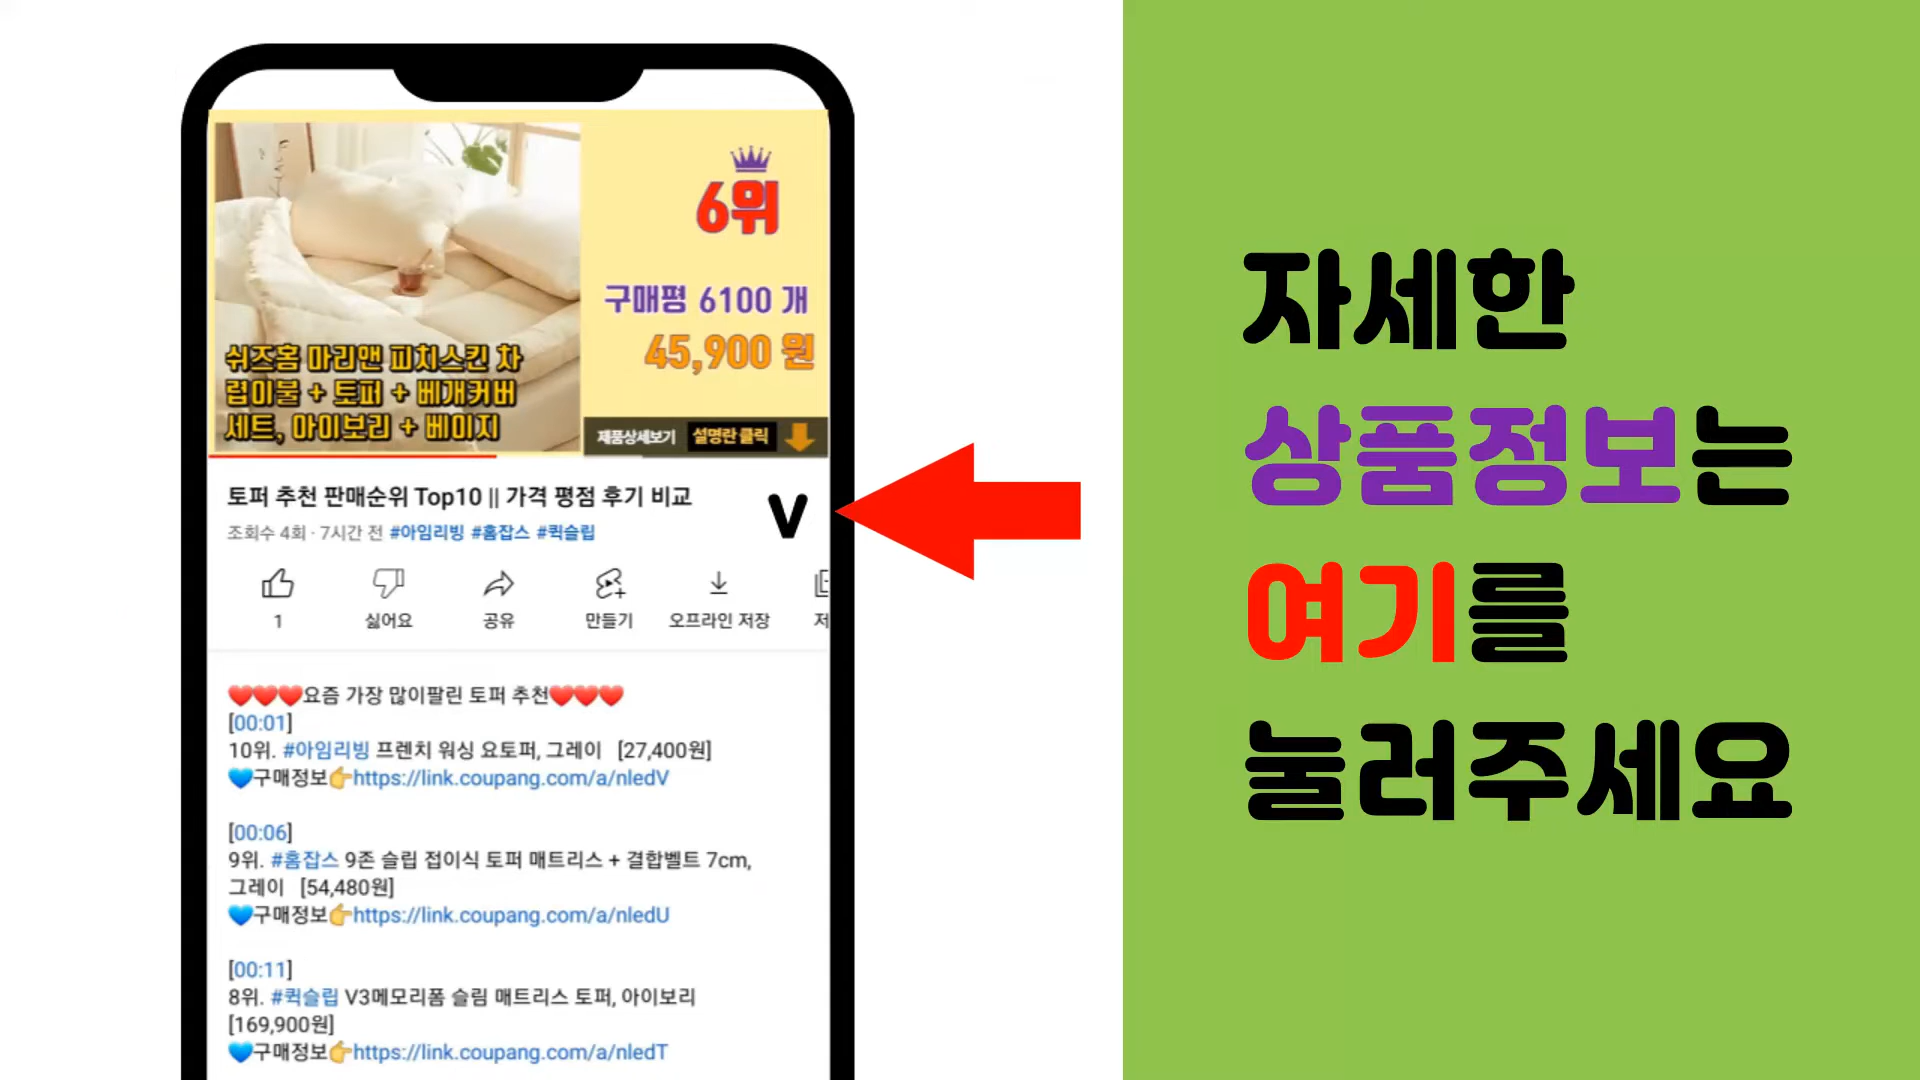 6위
구매평 6100 개
45,900 원
쉬즈홈 마리앤 피치스킨 차
렵이불 + 토퍼 + 베개커버
세트, 아이보리 + 베이지
제품상세보기 설명란 클릭
토퍼 추천 판매순위 Top10 || 가격 평점 후기 비교
V
조회수 4회 · 7시간 전 #아임리빙 #홈잡스 #퀵슬립
1 싫어요 공유 만들기 오프라인 저장 저
❤❤❤요즘 가장 많이팔린 토퍼 추천❤❤❤
[00:01]
10위. #아임리빙 프렌치 워싱 요토퍼, 그레이 [27,400원]
💙구매정보👉https://link.coupang.com/a/nledV
[00:06]
9위. #홈잡스 9존 슬립 접이식 토퍼 매트리스 + 결합벨트 7cm,
그레이 [54,480원]
💙구매정보👉https://link.coupang.com/a/nledU
[00:11]
8위. #퀵슬립 V3메모리폼 슬림 매트리스 토퍼, 아이보리
[169,900원]
💙구매정보👉https://link.coupang.com/a/nledT
자세한
상품정보는
여기를
눌러주세요